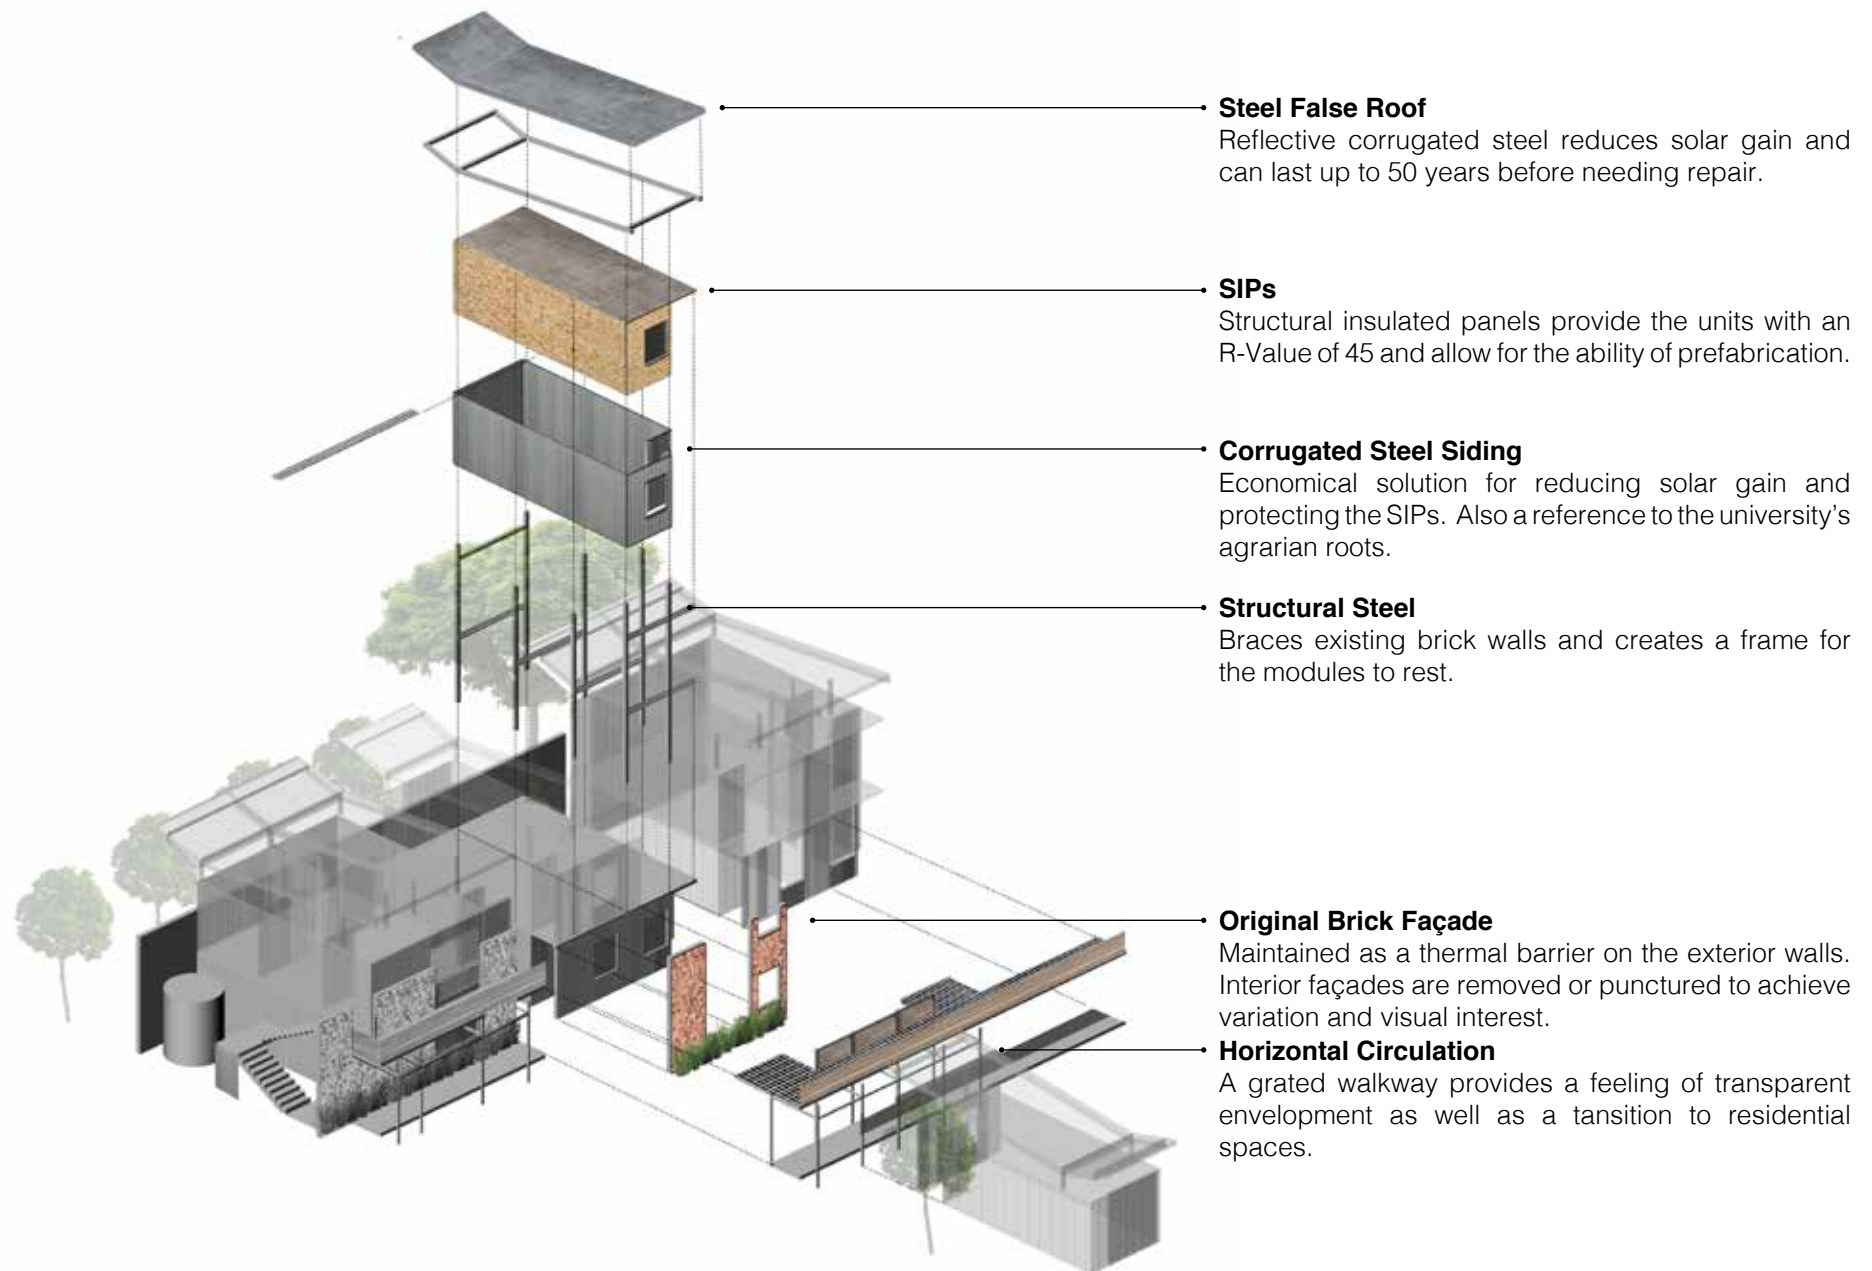 Steel False Roof
Reflective corrugated steel reduces solar gain and
can last up to 50 years before needing repair.
SIPs
Structural insulated panels provide the units with an
R-Value of 45 and allow for the ability of prefabrication.
Corrugated Steel Siding
Economical solution for reducing solar gain and
protecting the SIPs. Also a reference to the university’s
agrarian roots.
Structural Steel
Braces existing brick walls and creates a frame for
the modules to rest.
Original Brick Façade
Maintained as a thermal barrier on the exterior walls.
Interior façades are removed or punctured to achieve
variation and visual interest.
Horizontal Circulation
A grated walkway provides a feeling of transparent
envelopment as well as a tansition to residential
spaces.